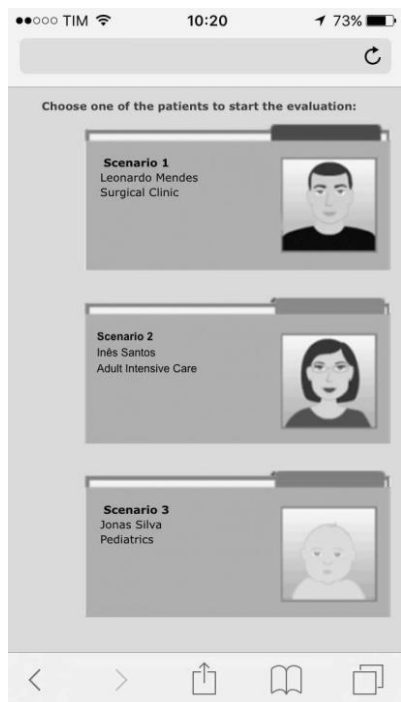 TIM 10:20 73%
Choose one of the patients to start the evaluation:
Scenario 1
Leonardo Mendes
Surgical Clinic
Scenario 2
Inês Santos
Adult Intensive Care
Scenario 3
Jonas Silva
Pediatrics